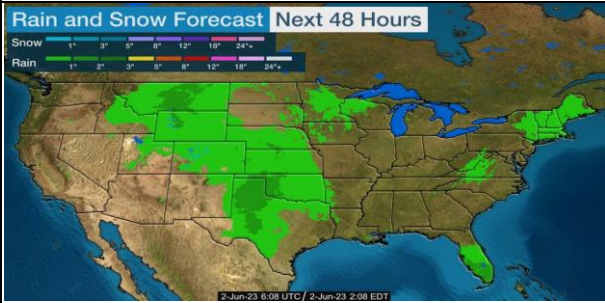 Rain and Snow Forecast Next 48 Hours
Snow 1" 3" 5" 8" 12" 18" 24"+
Rain 1" 2" 3" 5" 8" 12" 18" 24"+
2-Jun-23 6:08 UTC / 2-Jun-23 2:08 EDT